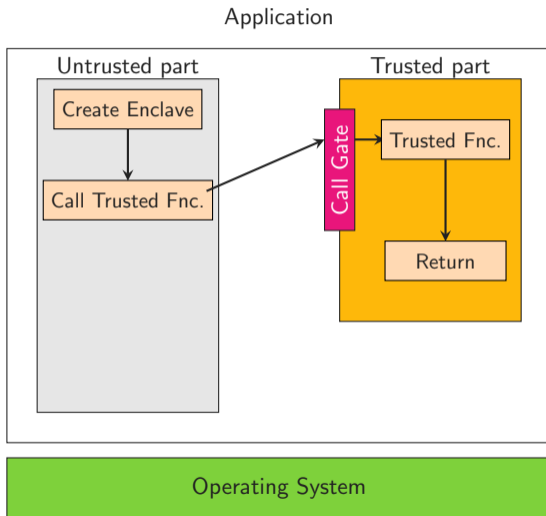 Application
Untrusted part
Trusted part
Create Enclave
Call Trusted Fnc.
Call Gate
Trusted Fnc.
Return
Operating System